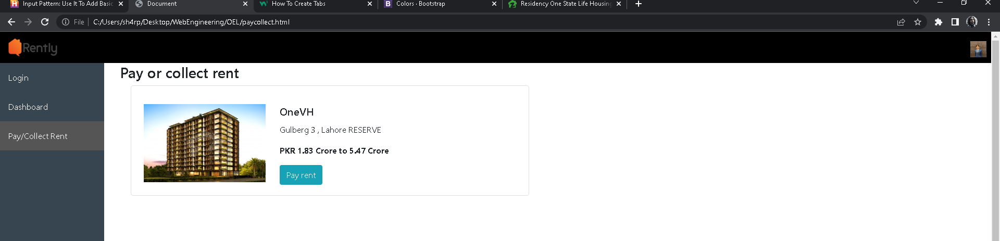 Input Pattern: Use It To Add Basic
Document
How To Create Tabs
Colors · Bootstrap
Residency One State Life Housing
File
C:/Users/sh4rp/Desktop/WebEngineering/OEL/paycollect.html
Rently
Login
Dashboard
Pay/Collect Rent
Pay or collect rent
OneVH
Gulberg 3 , Lahore RESERVE
PKR 1.83 Crore to 5.47 Crore
Pay rent